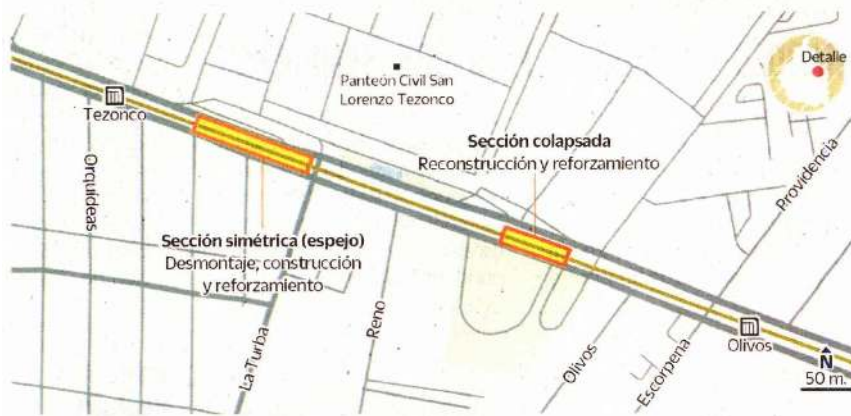 Detalle
Panteón Civil San
Lorenzo Tezonco
Tezonco
Sección colapsada
Reconstrucción y reforzamiento
Providencia
Orquídeas
Sección simétrica (espejo)
Desmontaje, construcción
y reforzamiento
La Turba
Reno
Olivos
Escorpena
Olivos
N
50 m.